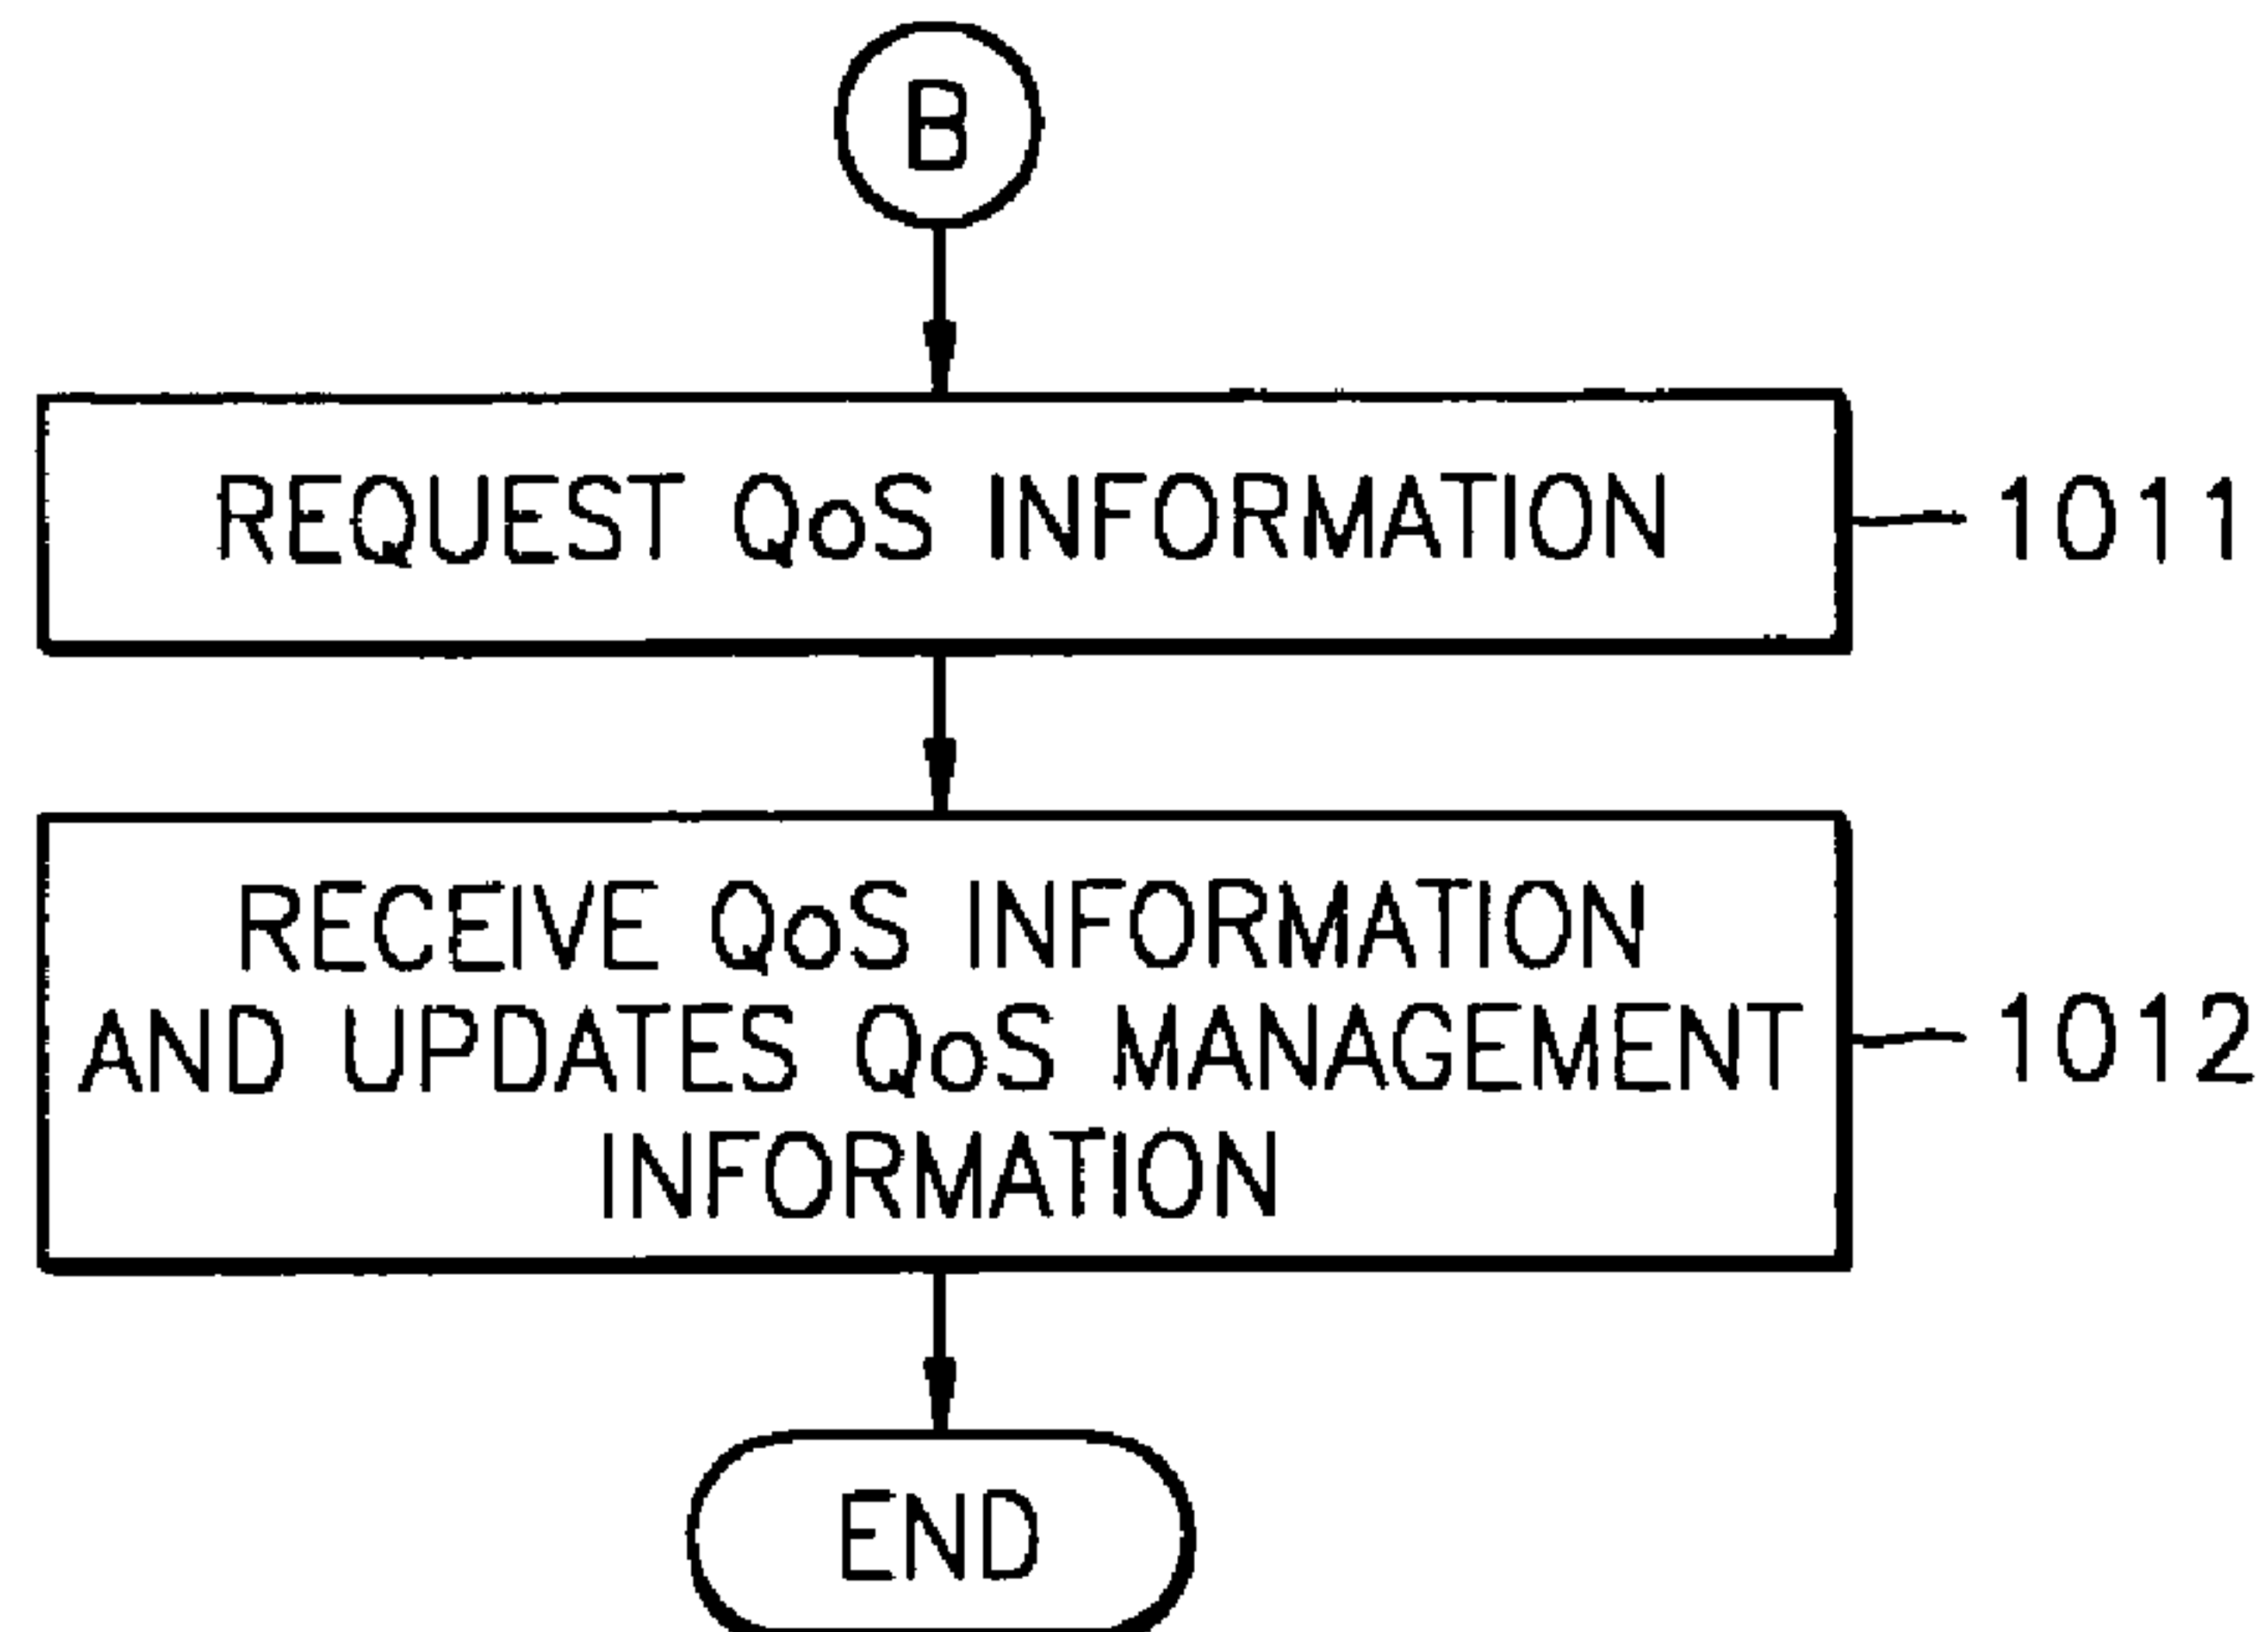 B
REQUEST QoS INFORMATION
1011
RECEIVE QoS INFORMATION
AND UPDATES QoS MANAGEMENT
INFORMATION
1012
END